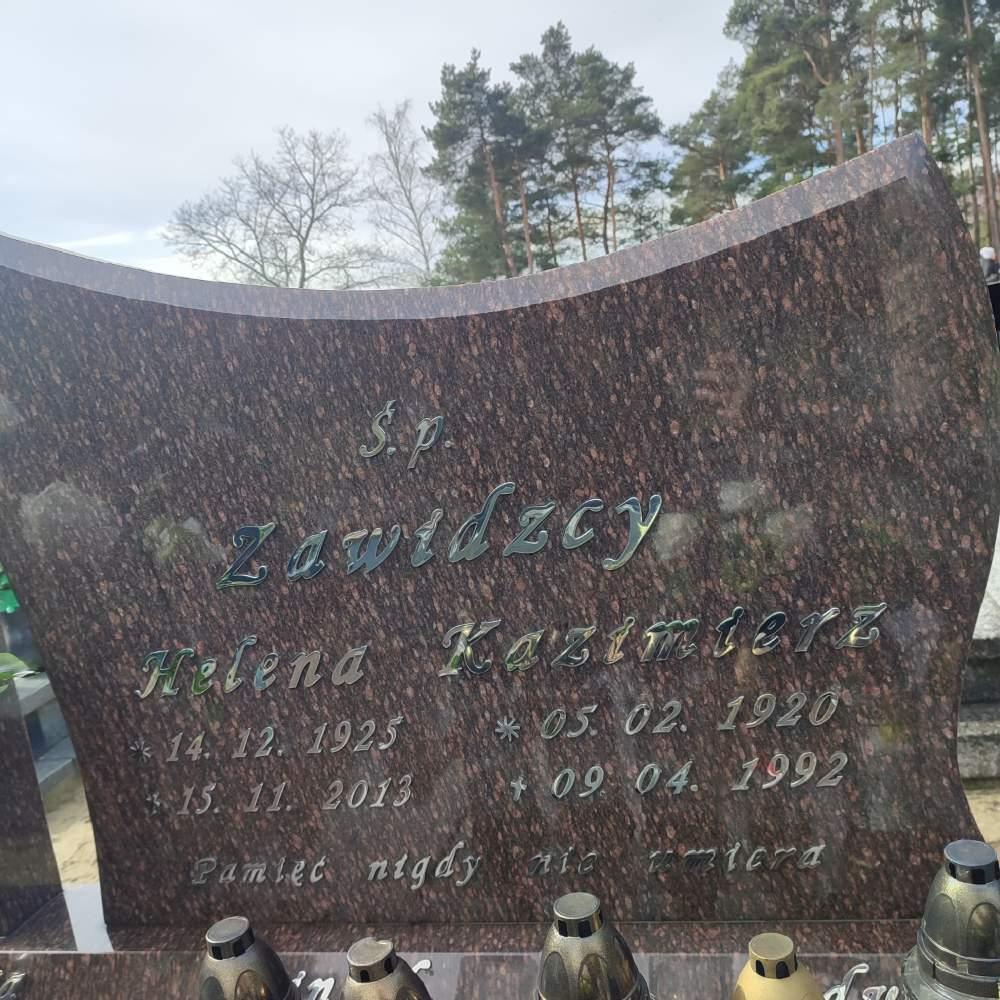 Ś.p.
Zawidzcy
Helena Kazimierz
* 14. 12. 1925 * 05. 02. 1920
† 15. 11. 2013 † 09. 04. 1992
Pamięć nigdy nie umiera